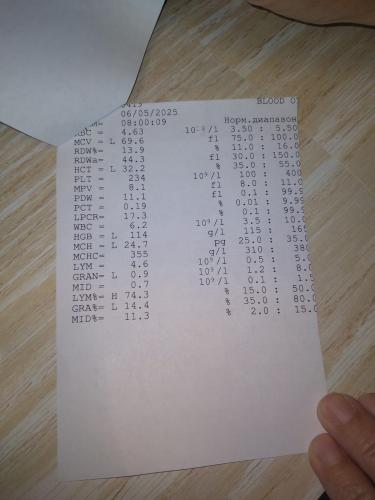 0419 BLOOD
06/05/2025
08:00:09 Норм.диапазон
RBC = 4.63 10¹²/l 3.50 : 5.50
MCV = L 69.6 fl 75.0 : 100.0
RDW%= 13.9 % 11.0 : 16.0
RDWa= 44.3 fl 30.0 : 150.0
HCT = L 32.2 % 35.0 : 55.0
PLT = 234 10⁹/l 100 : 400
MPV = 8.1 fl 8.0 : 11.0
PDW = 11.1 fl 0.1 : 99.9
PCT = 0.19 % 0.01 : 9.99
LPCR= 17.3 % 0.1 : 99.9
WBC = 6.2 10⁹/l 3.5 : 10.0
HGB = L 114 g/l 115 : 165
MCH = L 24.7 pg 25.0 : 35.0
MCHC= 355 g/l 310 : 380
LYM = 4.6 10⁹/l 0.5 : 5.0
GRAN= L 0.9 10⁹/l 1.2 : 8.0
MID = 0.7 10⁹/l 0.1 : 1.5
LYM%= H 74.3 % 15.0 : 50.0
GRA%= L 14.4 % 35.0 : 80.0
MID%= 11.3 % 2.0 : 15.0